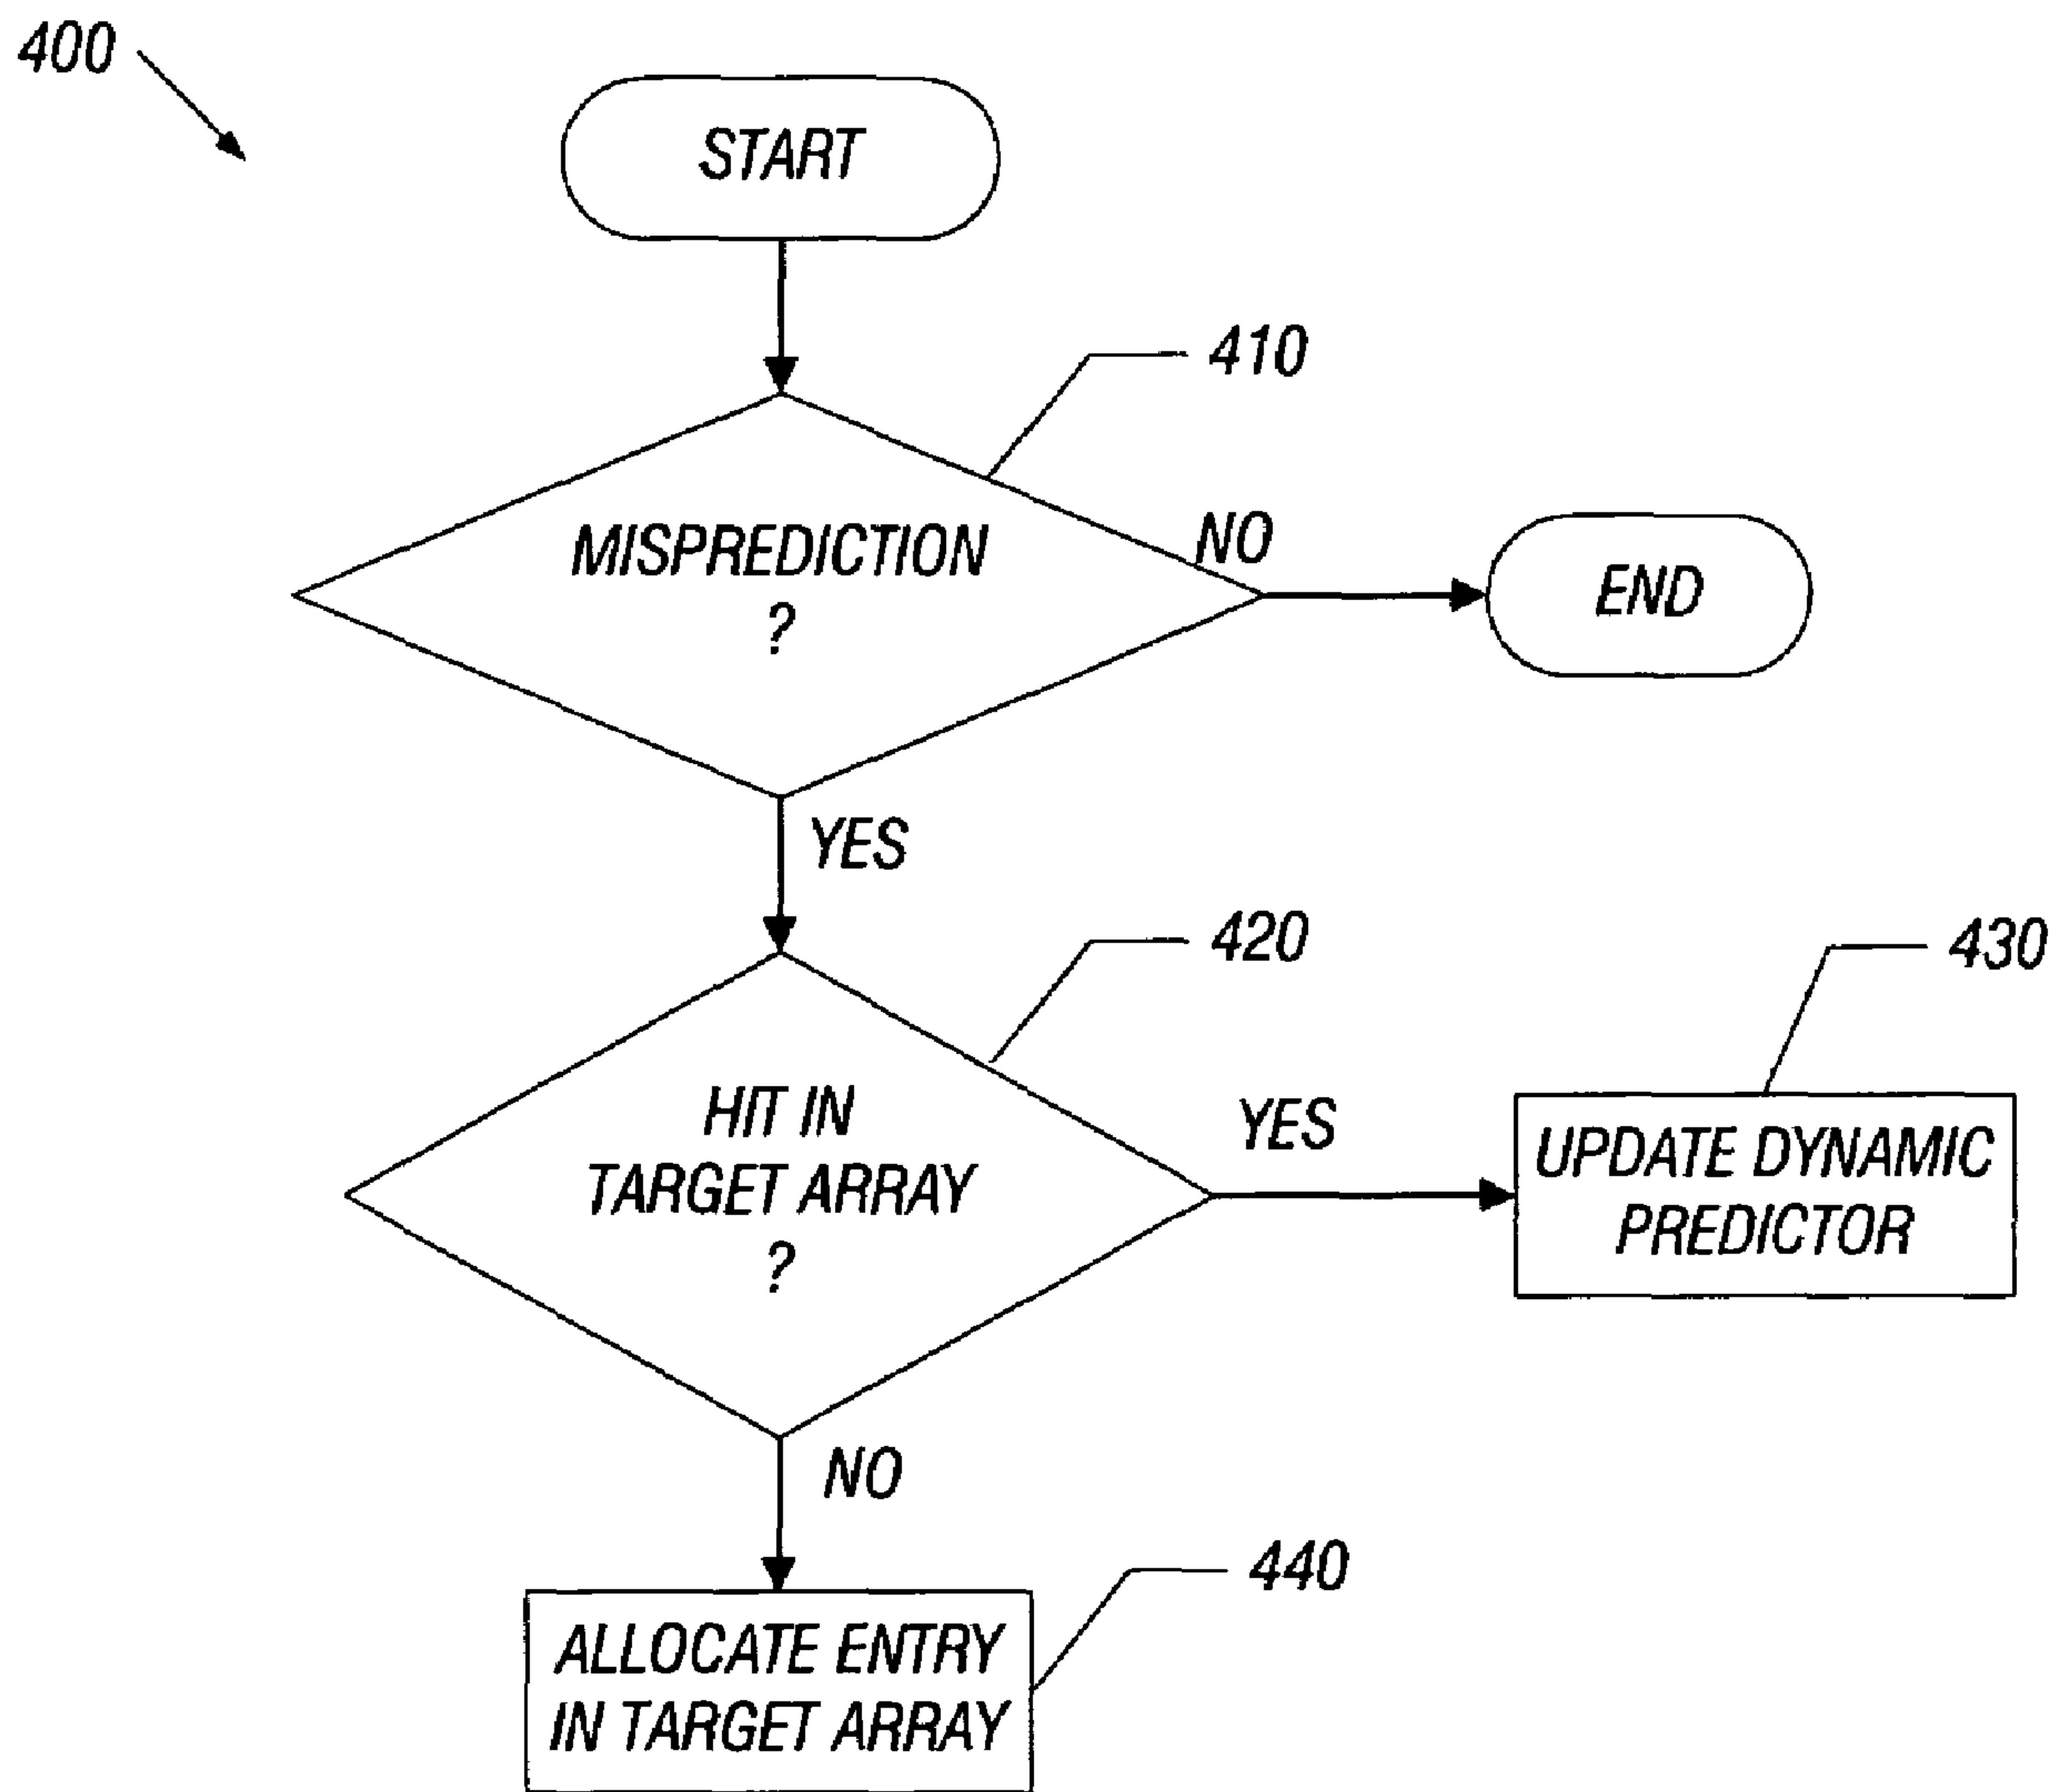 400
START
410
MISPREDICTION
?
NO
END
YES
420
430
HIT IN
TARGET ARRAY
?
YES
UPDATE DYNAMIC
PREDICTOR
NO
440
ALLOCATE ENTRY
IN TARGET ARRAY